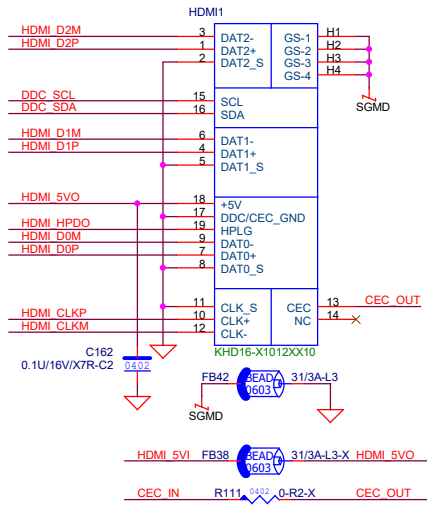 HDMI1
HDMI_D2M 3 DAT2- GS-1 H1
HDMI_D2P 1 DAT2+ GS-2 H2
2 DAT2_S GS-3 H3
GS-4 H4
DDC_SCL 15 SCL
DDC_SDA 16 SDA
SGMD
HDMI_D1M 6 DAT1-
HDMI_D1P 4 DAT1+
5 DAT1_S
HDMI_5VO 18 +5V
17 DDC/CEC_GND
HDMI_HPDO 19 HPLG
HDMI_D0M 9 DAT0-
HDMI_D0P 7 DAT0+
8 DAT0_S
11 CLK_S CEC 13 CEC_OUT
HDMI_CLKP 10 CLK+ NC 14
HDMI_CLKM 12 CLK-
KHD16-X1012XX10
C162
0.1U/16V/X7R-C2 0402
FB42 BEAD 31/3A-L3
0603
SGMD
HDMI_5VI FB38 BEAD 31/3A-L3-X HDMI_5VO
0603
CEC_IN R111 0402 0-R2-X CEC_OUT